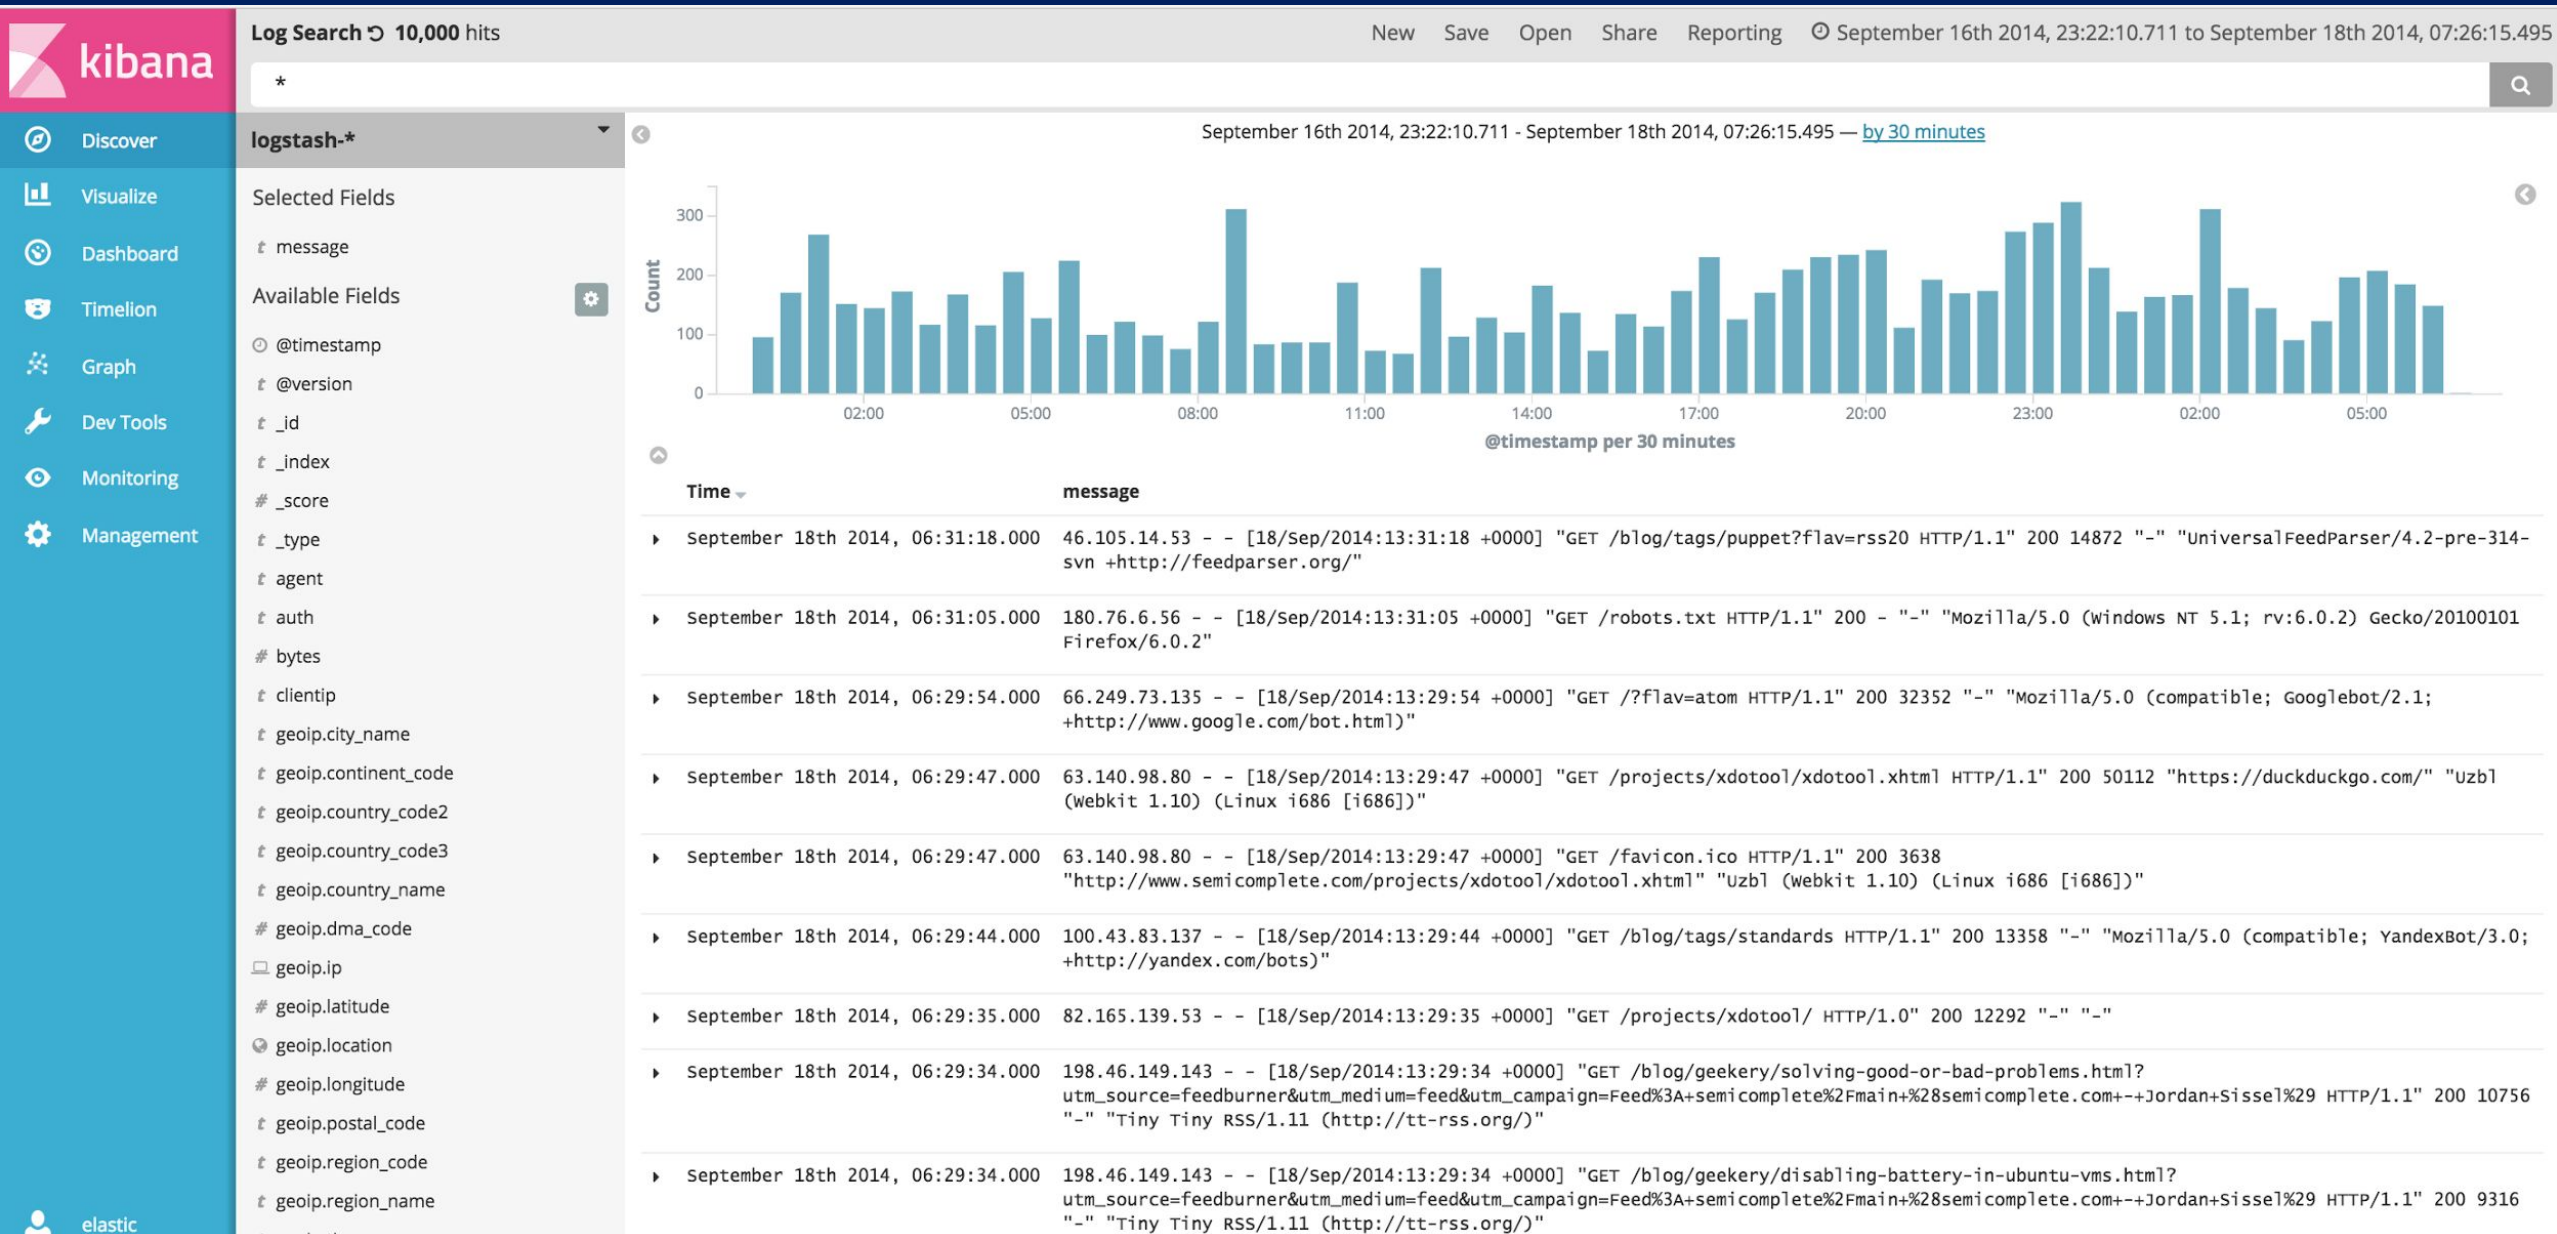 kibana
Log Search 10,000 hits
New Save Open Share Reporting September 16th 2014, 23:22:10.711 to September 18th 2014, 07:26:15.495
*
Discover
Visualize
Dashboard
Timelion
Graph
Dev Tools
Monitoring
Management
elastic
logstash-*
Selected Fields
t message
Available Fields
@timestamp
t @version
t _id
t _index
# _score
t _type
t agent
t auth
# bytes
t clientip
t geoip.city_name
t geoip.continent_code
t geoip.country_code2
t geoip.country_code3
t geoip.country_name
# geoip.dma_code
geoip.ip
# geoip.latitude
geoip.location
# geoip.longitude
t geoip.postal_code
t geoip.region_code
t geoip.region_name
September 16th 2014, 23:22:10.711 - September 18th 2014, 07:26:15.495 — by 30 minutes
Count
300
200
100
0
02:00 05:00 08:00 11:00 14:00 17:00 20:00 23:00 02:00 05:00
@timestamp per 30 minutes
Time message
September 18th 2014, 06:31:18.000 46.105.14.53 - - [18/Sep/2014:13:31:18 +0000] "GET /blog/tags/puppet?flav=rss20 HTTP/1.1" 200 14872 "-" "UniversalFeedParser/4.2-pre-314-
svn +http://feedparser.org/"
September 18th 2014, 06:31:05.000 180.76.6.56 - - [18/Sep/2014:13:31:05 +0000] "GET /robots.txt HTTP/1.1" 200 - "-" "Mozilla/5.0 (Windows NT 5.1; rv:6.0.2) Gecko/20100101
Firefox/6.0.2"
September 18th 2014, 06:29:54.000 66.249.73.135 - - [18/Sep/2014:13:29:54 +0000] "GET /?flav=atom HTTP/1.1" 200 32352 "-" "Mozilla/5.0 (compatible; Googlebot/2.1;
+http://www.google.com/bot.html)"
September 18th 2014, 06:29:47.000 63.140.98.80 - - [18/Sep/2014:13:29:47 +0000] "GET /projects/xdotool/xdotool.xhtml HTTP/1.1" 200 50112 "https://duckduckgo.com/" "Uzbl
(Webkit 1.10) (Linux i686 [i686])"
September 18th 2014, 06:29:47.000 63.140.98.80 - - [18/Sep/2014:13:29:47 +0000] "GET /favicon.ico HTTP/1.1" 200 3638
"http://www.semicomplete.com/projects/xdotool/xdotool.xhtml" "Uzbl (Webkit 1.10) (Linux i686 [i686])"
September 18th 2014, 06:29:44.000 100.43.83.137 - - [18/Sep/2014:13:29:44 +0000] "GET /blog/tags/standards HTTP/1.1" 200 13358 "-" "Mozilla/5.0 (compatible; YandexBot/3.0;
+http://yandex.com/bots)"
September 18th 2014, 06:29:35.000 82.165.139.53 - - [18/Sep/2014:13:29:35 +0000] "GET /projects/xdotool/ HTTP/1.0" 200 12292 "-" "-"
September 18th 2014, 06:29:34.000 198.46.149.143 - - [18/Sep/2014:13:29:34 +0000] "GET /blog/geekery/solving-good-or-bad-problems.html?
utm_source=feedburner&utm_medium=feed&utm_campaign=Feed%3A+semicomplete%2Fmain+%28semicomplete.com+-+Jordan+Sissel%29 HTTP/1.1" 200 10756
"-" "Tiny Tiny RSS/1.11 (http://tt-rss.org/)"
September 18th 2014, 06:29:34.000 198.46.149.143 - - [18/Sep/2014:13:29:34 +0000] "GET /blog/geekery/disabling-battery-in-ubuntu-vms.html?
utm_source=feedburner&utm_medium=feed&utm_campaign=Feed%3A+semicomplete%2Fmain+%28semicomplete.com+-+Jordan+Sissel%29 HTTP/1.1" 200 9316
"-" "Tiny Tiny RSS/1.11 (http://tt-rss.org/)"